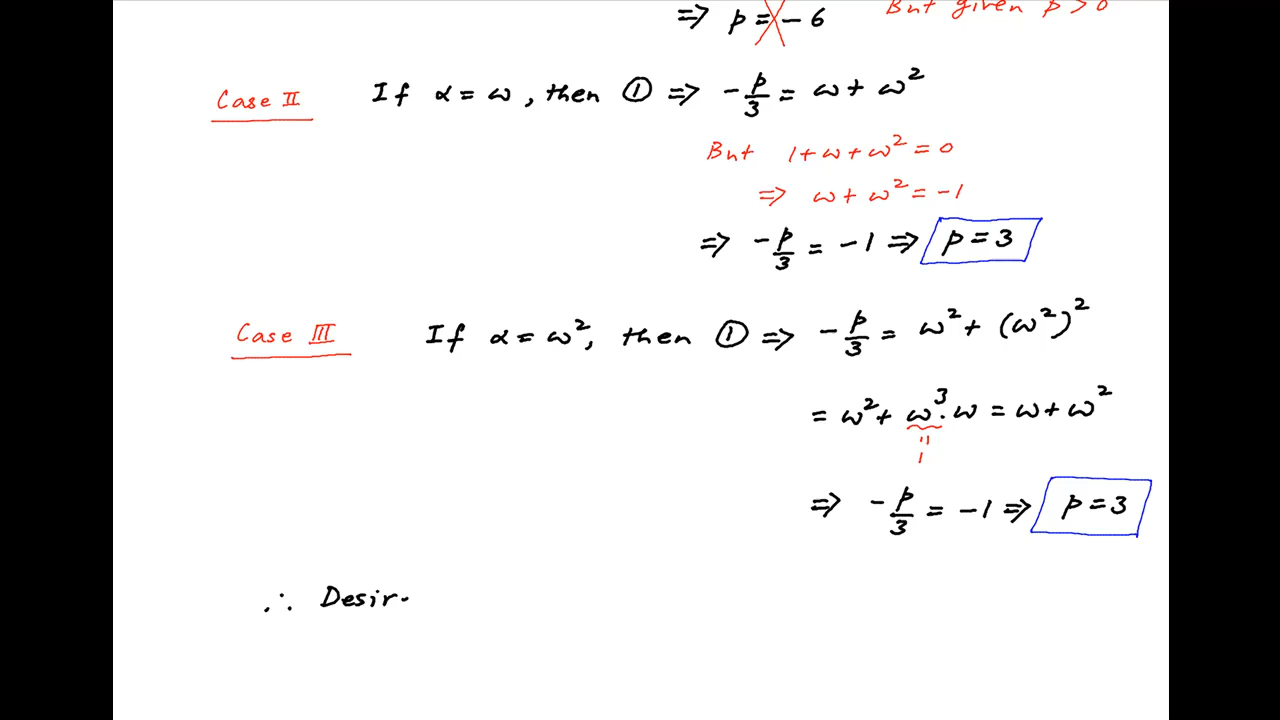 ⇒ p = -6 But given p > 0
Case II If α = ω, then ① ⇒ -p/3 = ω + ω²
But 1 + ω + ω² = 0
⇒ ω + ω² = -1
⇒ -p/3 = -1 ⇒ p = 3
Case III If α = ω², then ① ⇒ -p/3 = ω² + (ω²)²
= ω² + ω³·ω = ω + ω²
"
1
⇒ -p/3 = -1 ⇒ p = 3
∴ Desir